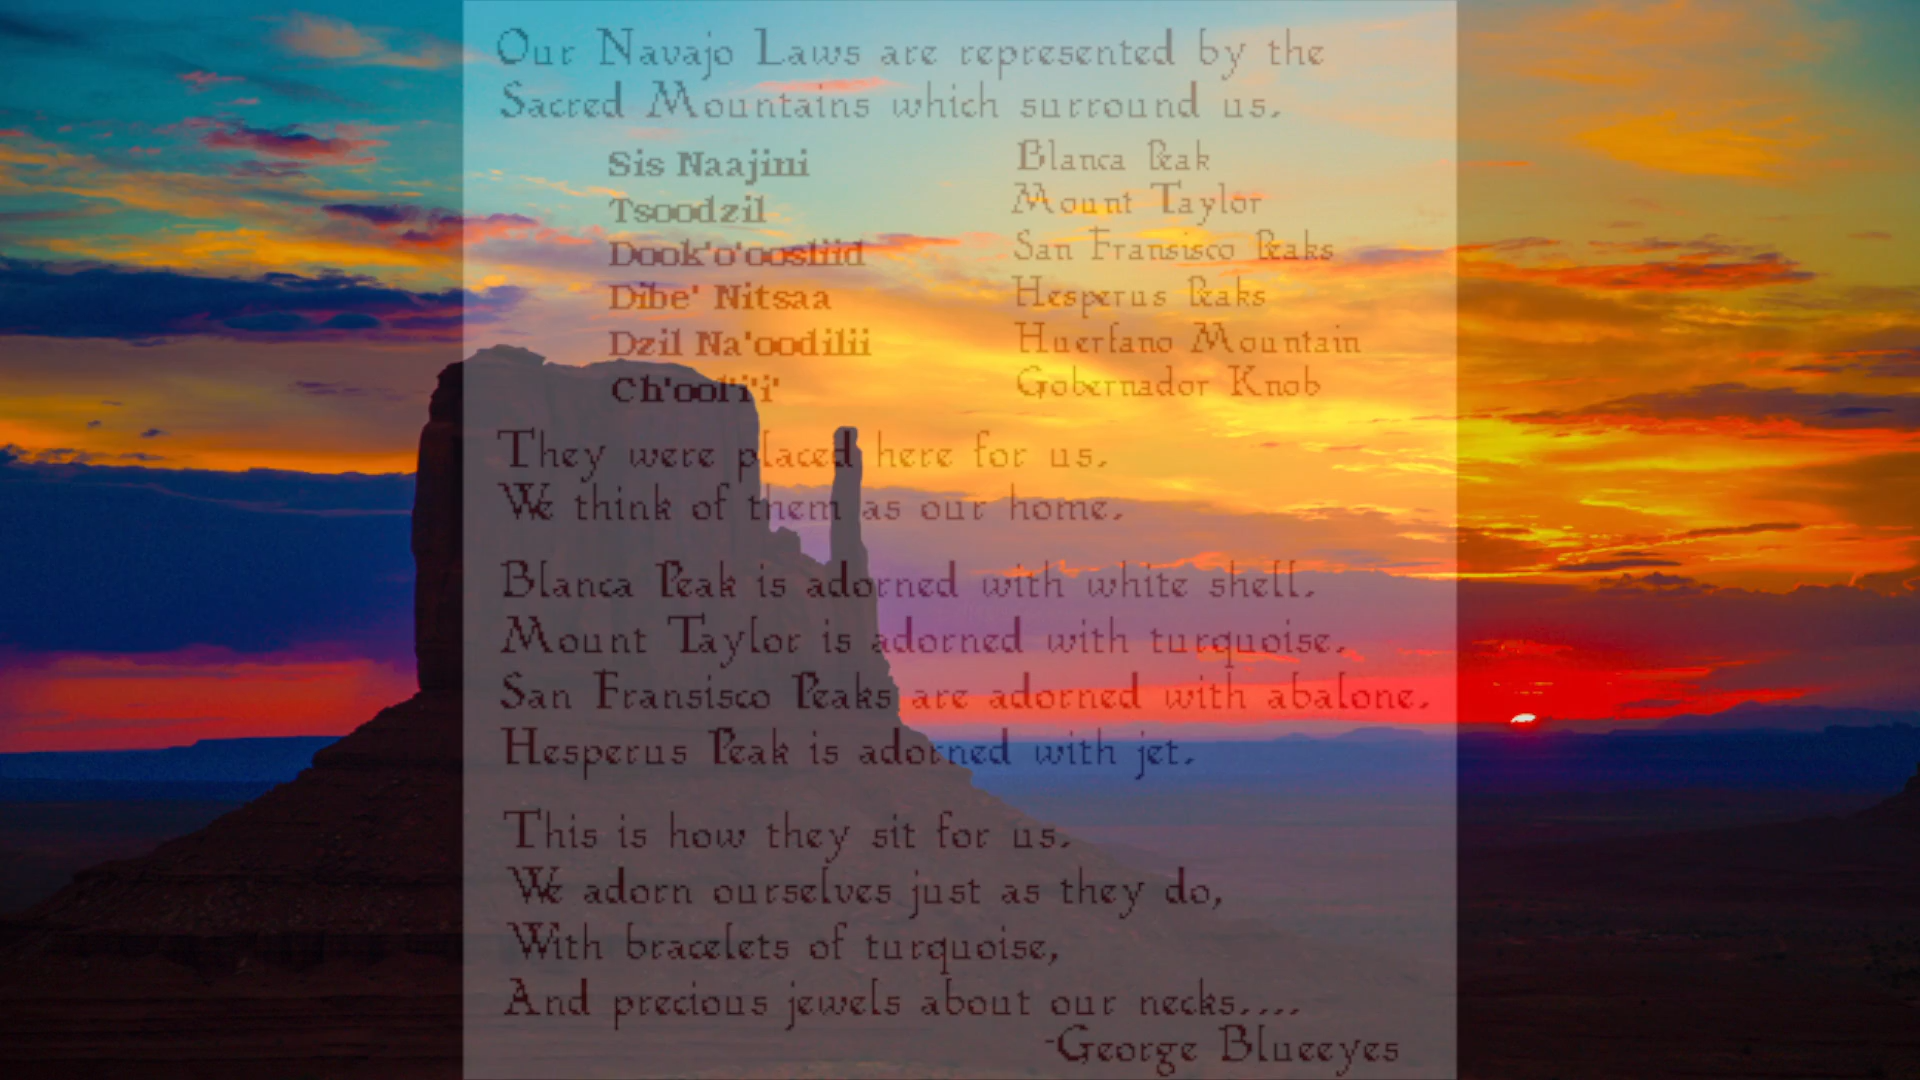 Our Navajo Laws are represented by the
Sacred Mountains which surround us.
Sis Naajini Blanca Peak
Tsoodzil Mount Taylor
Dook'o'oosliid San Fransisco Peaks
Dibe' Nitsaa Hesperus Peaks
Dzil Na'oodilii Huerfano Mountain
Ch'ool'i'i' Gobernador Knob
They were placed here for us.
We think of them as our home.
Blanca Peak is adorned with white shell.
Mount Taylor is adorned with turquoise.
San Fransisco Peaks are adorned with abalone.
Hesperus Peak is adorned with jet.
This is how they sit for us.
We adorn ourselves just as they do,
With bracelets of turquoise,
And precious jewels about our necks....
-George Blueeyes